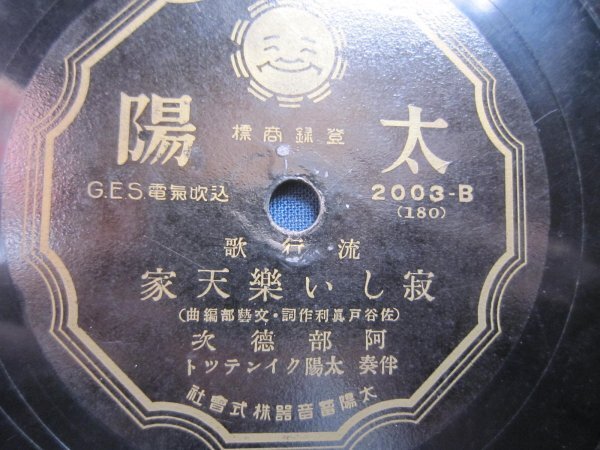 陽 太
標商録登
G.E.S. 電氣吹込
2003-B
(180)
歌行流
家天樂いし寂
(曲編部藝文・詞作利眞戸谷佐)
次德部阿
トッテンイク陽太 奏伴
社會式株器音蓄陽太